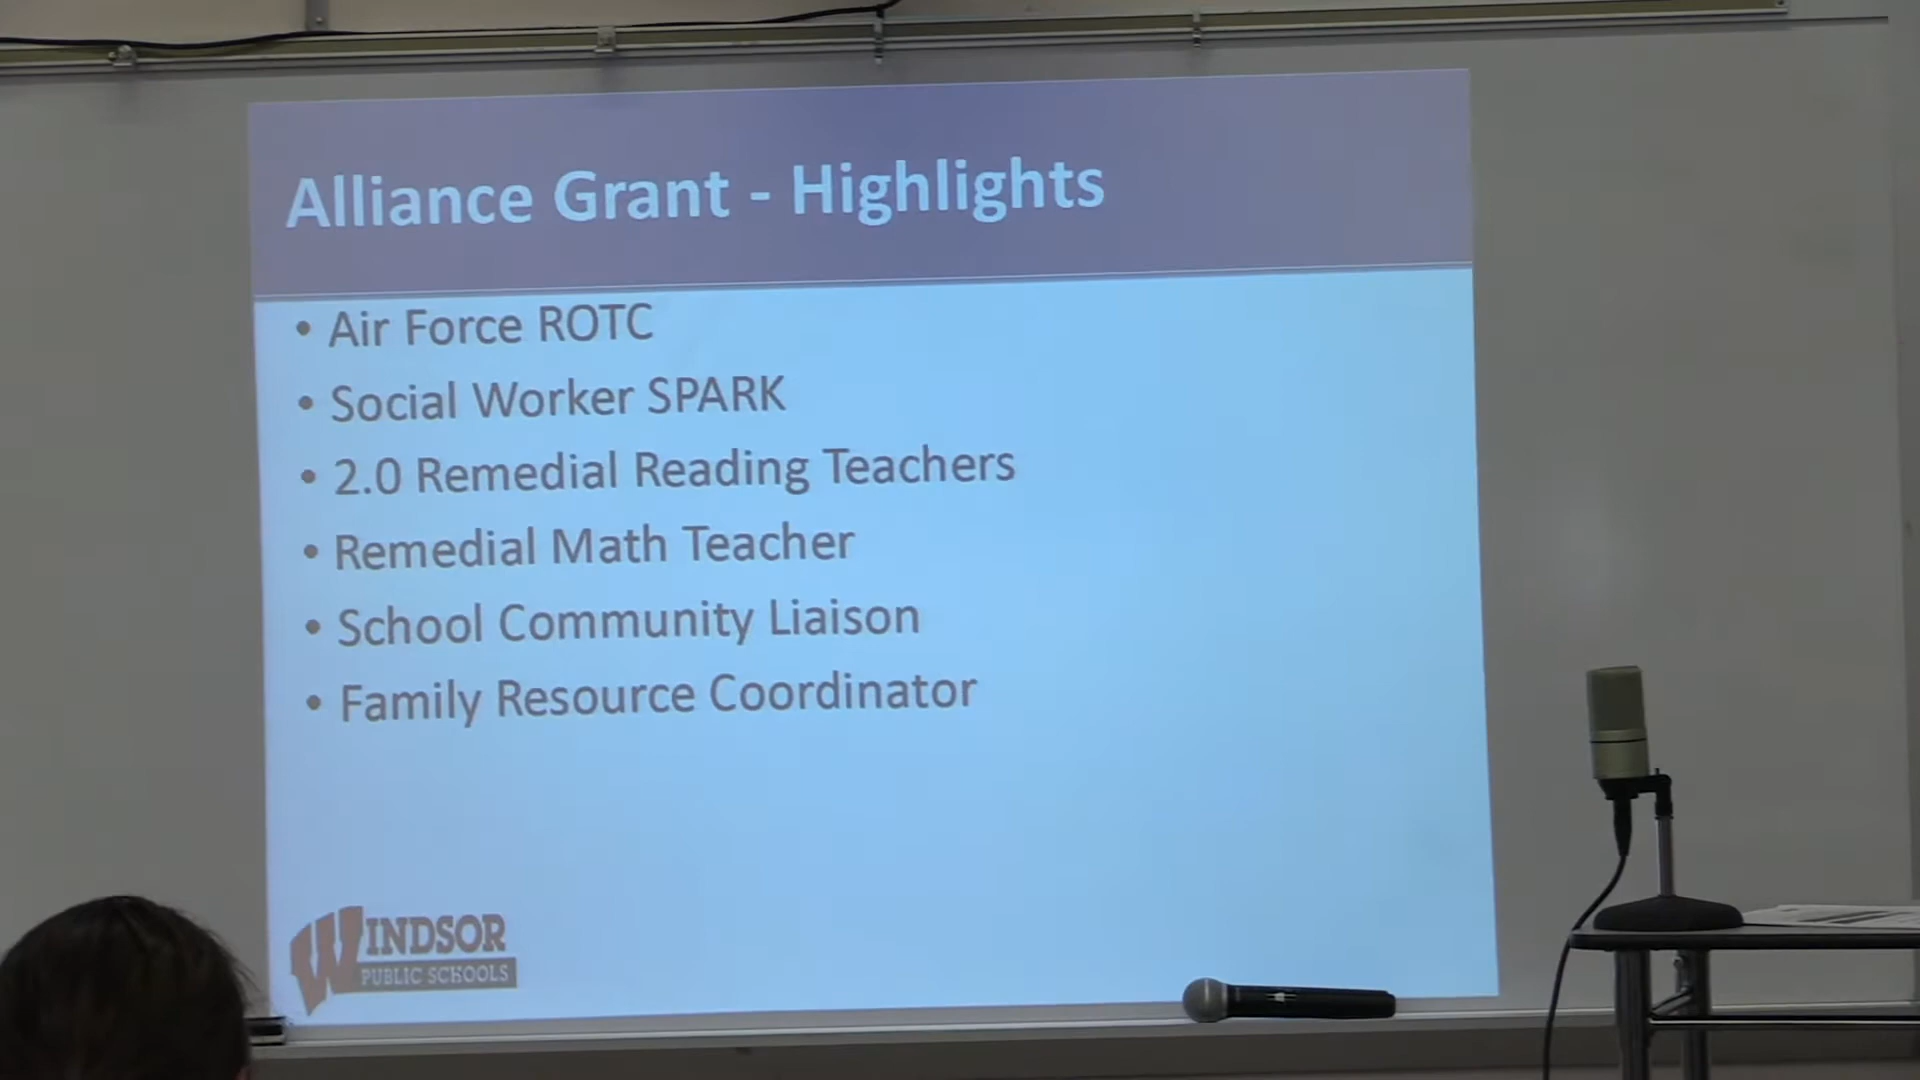 Alliance Grant - Highlights
• Air Force ROTC
• Social Worker SPARK
• 2.0 Remedial Reading Teachers
• Remedial Math Teacher
• School Community Liaison
• Family Resource Coordinator
WINDSOR
PUBLIC SCHOOLS